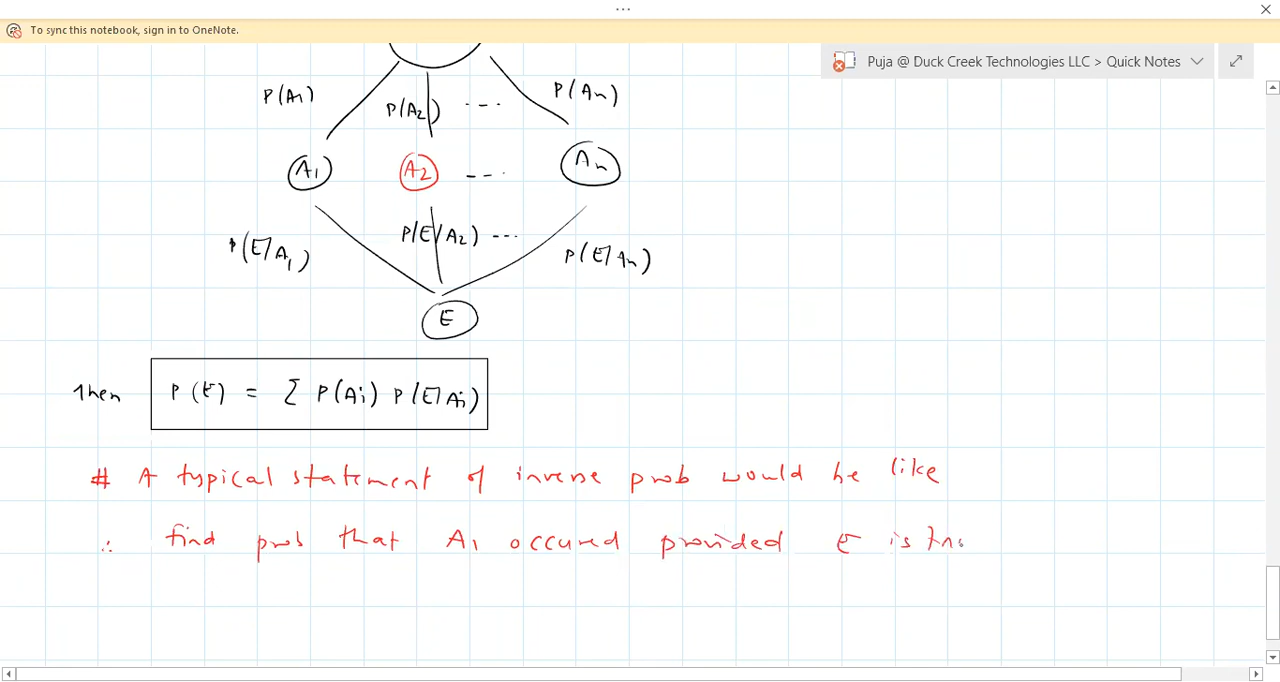 To sync this notebook, sign in to OneNote.
Puja @ Duck Creek Technologies LLC > Quick Notes
P(A1) P(A2) --- P(An)
A1 A2 --- An
P(E/A1) P(E/A2) --- P(E/An)
E
Then P(E) = Σ P(Ai) P(E/Ai)
# A typical statement of inverse prob would be like
∴ find prob that A1 occured provided E is